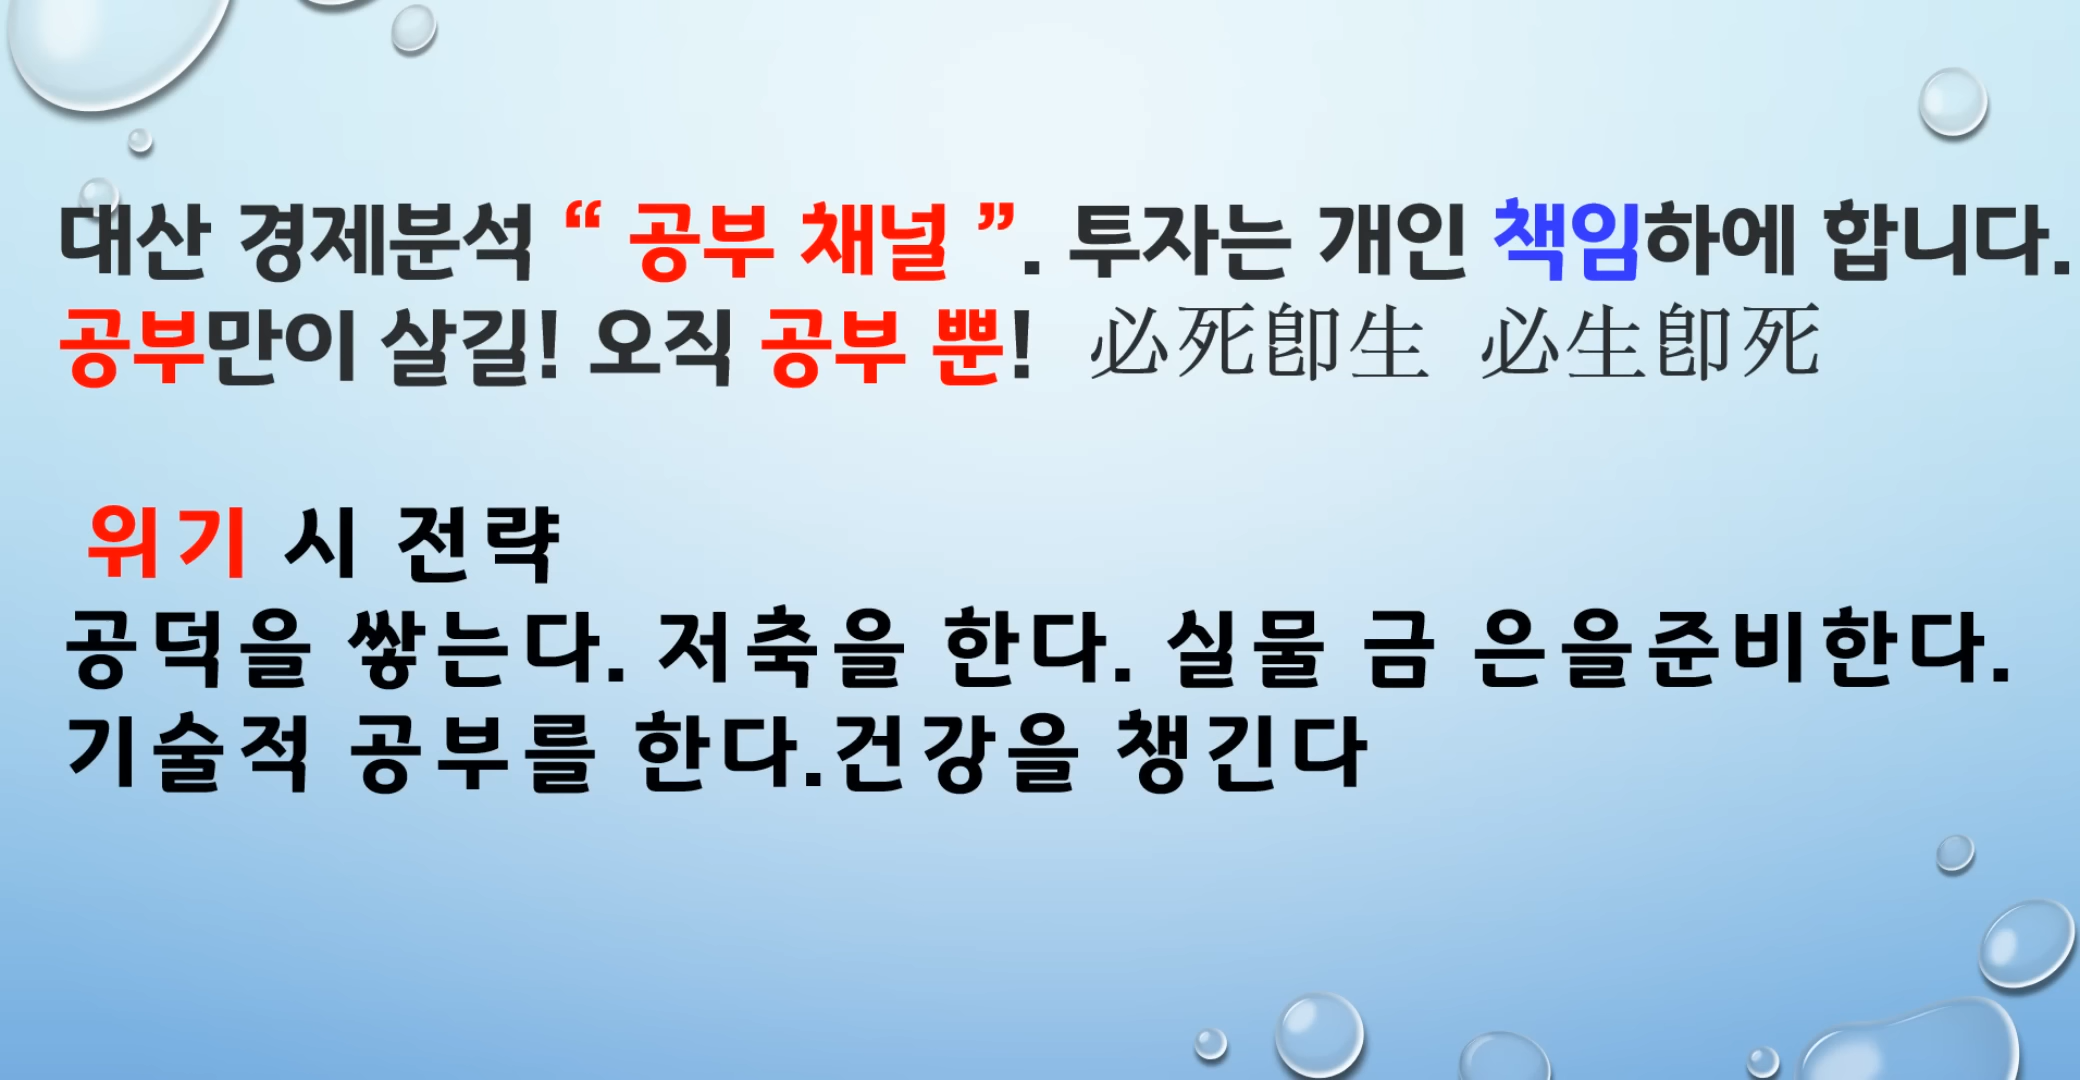 대산 경제분석 “ 공부 채널 ”. 투자는 개인 책임하에 합니다.
공부만이 살길! 오직 공부 뿐! 必死卽生 必生卽死
위기 시 전략
공덕을 쌓는다. 저축을 한다. 실물 금 은을준비한다.
기술적 공부를 한다.건강을 챙긴다